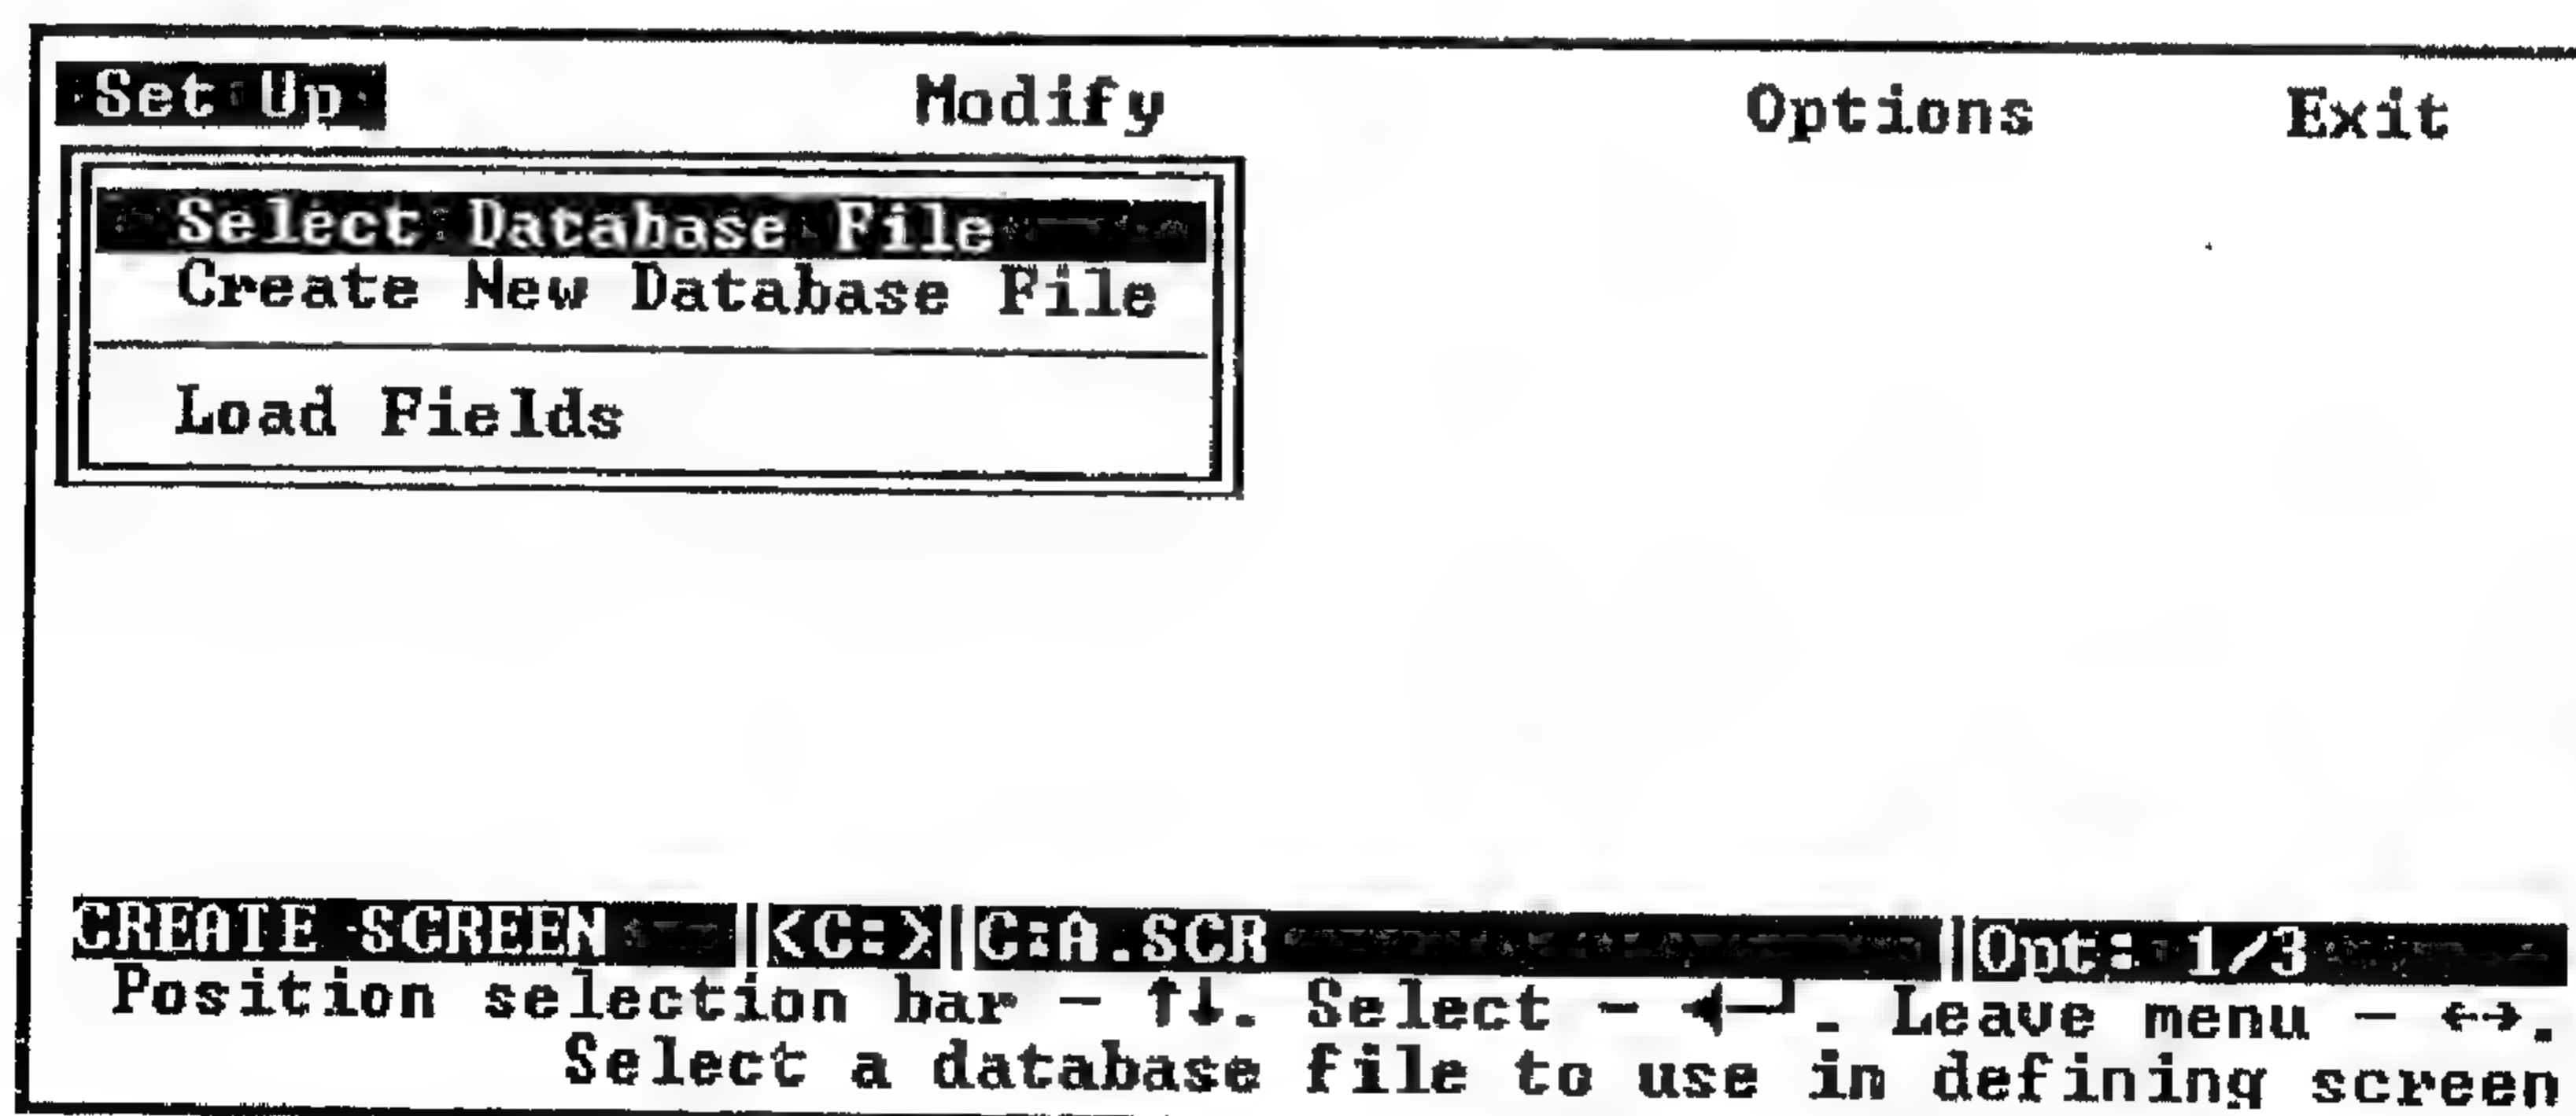 Set Up Modify Options Exit
Select Database File
Create New Database File
Load Fields
CREATE SCREEN <C:> C:A.SCR Opt: 1/3
Position selection bar - ↑↓. Select - ◄─┘. Leave menu - ←→.
Select a database file to use in defining screen